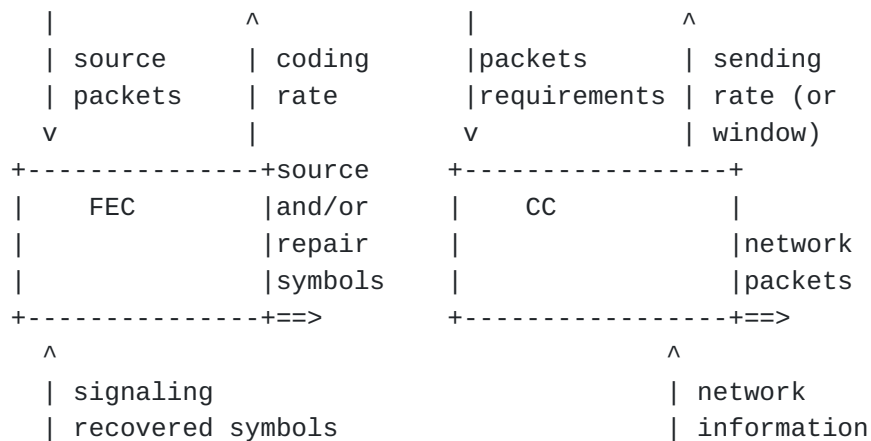 |            ^             |             ^
  | source     | coding      |packets      | sending
  | packets    | rate        |requirements | rate (or
  v            |             v             | window)
+---------------+source     +-----------------+
|    FEC        |and/or     |    CC           |
|               |repair     |                 |network
|               |symbols    |                 |packets
+---------------+==>        +-----------------+==>
  ^                                       ^
  | signaling                             | network
  | recovered symbols                     | information